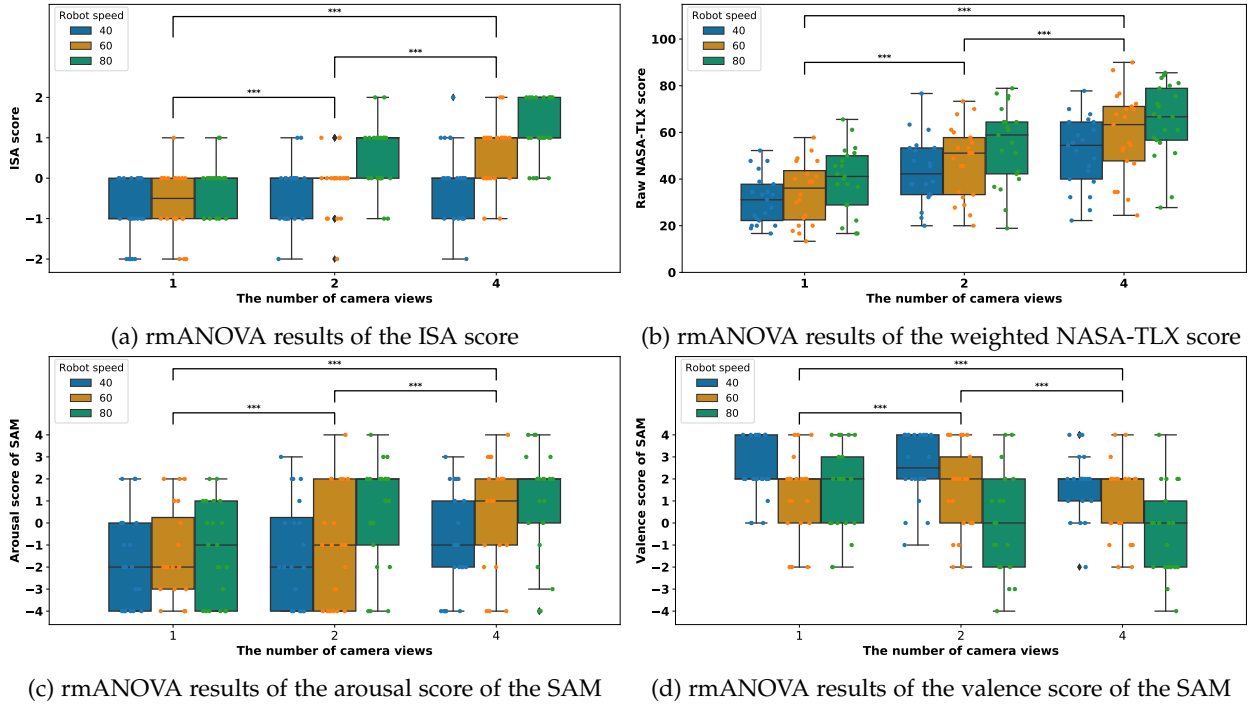 Robot speed
40
60
80
***
***
***
ISA score
2
1
0
−1
−2
1 2 4
The number of camera views
(a) rmANOVA results of the ISA score
Robot speed
40
60
80
***
***
***
Raw NASA-TLX score
100
80
60
40
20
0
1 2 4
The number of camera views
(b) rmANOVA results of the weighted NASA-TLX score
Robot speed
40
60
80
***
***
***
Arousal score of SAM
4
3
2
1
0
−1
−2
−3
−4
1 2 4
The number of camera views
(c) rmANOVA results of the arousal score of the SAM
Robot speed
40
60
80
***
***
***
Valence score of SAM
4
3
2
1
0
−1
−2
−3
−4
1 2 4
The number of camera views
(d) rmANOVA results of the valence score of the SAM